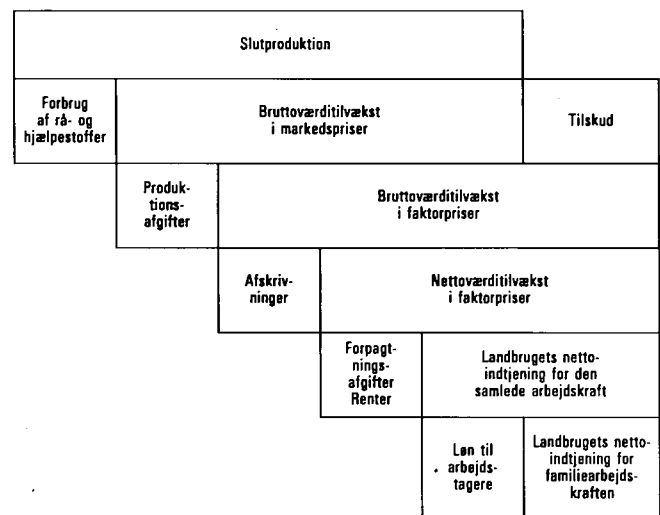 Slutproduktion
Forbrug
af rå- og
hjælpestoffer
Bruttoværditilvækst
i markedspriser
Tilskud
Produk-
tions-
afgifter
Bruttoværditilvækst
i faktorpriser
Afskriv-
ninger
Nettoværditilvækst
i faktorpriser
Forpagt-
nings-
afgifter
Renter
Landbrugets netto-
indtjening for den
samlede arbejdskraft
Løn til
arbejds-
tagere
Landbrugets netto-
indtjening for
familiearbejds-
kraften